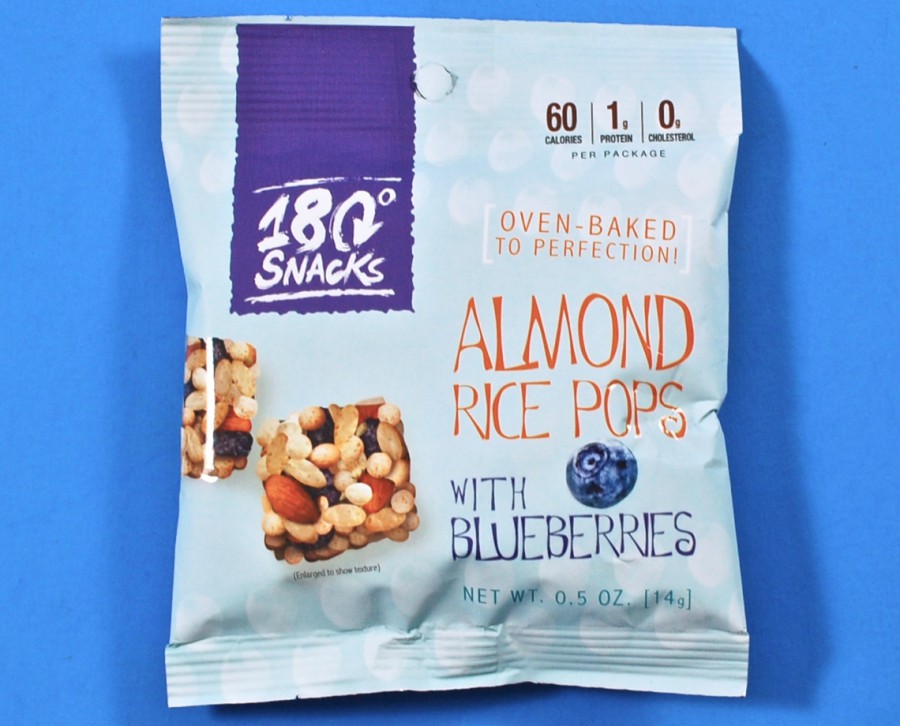 180°
SNACKS
60 1g 0g
CALORIES PROTEIN CHOLESTEROL
PER PACKAGE
[OVEN-BAKED
TO PERFECTION!]
ALMOND
RICE POPS
WITH
BLUEBERRIES
(Enlarged to show texture)
NET WT. 0.5 OZ. [14g]